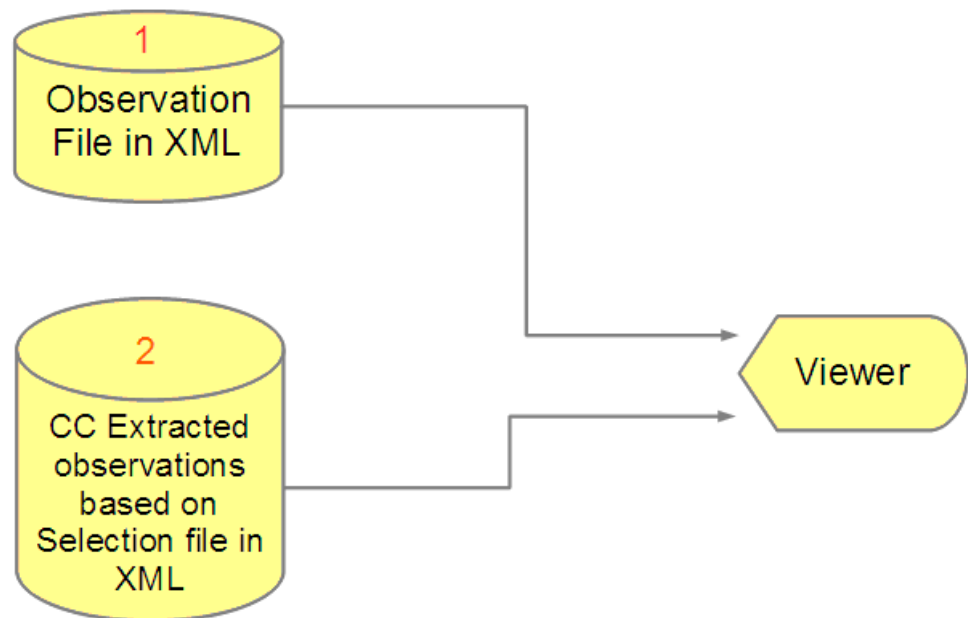 1
Observation
File in XML
2
CC Extracted
observations
based on
Selection file in
XML
Viewer